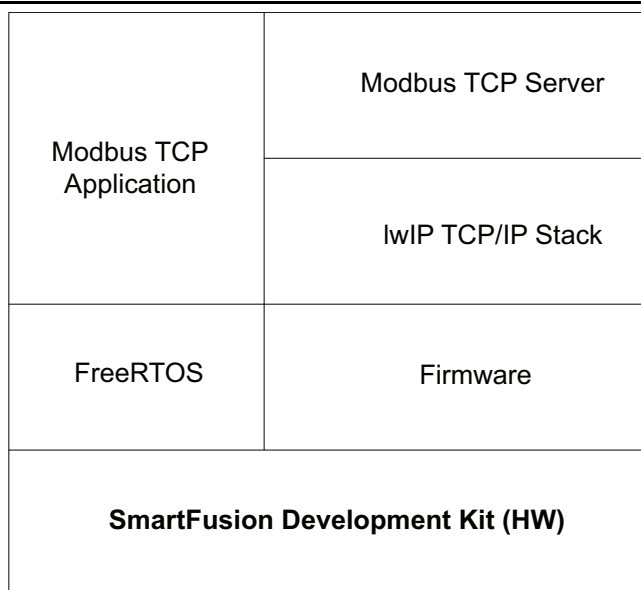 Modbus TCP Server
Modbus TCP
Application
lwIP TCP/IP Stack
FreeRTOS
Firmware
SmartFusion Development Kit (HW)